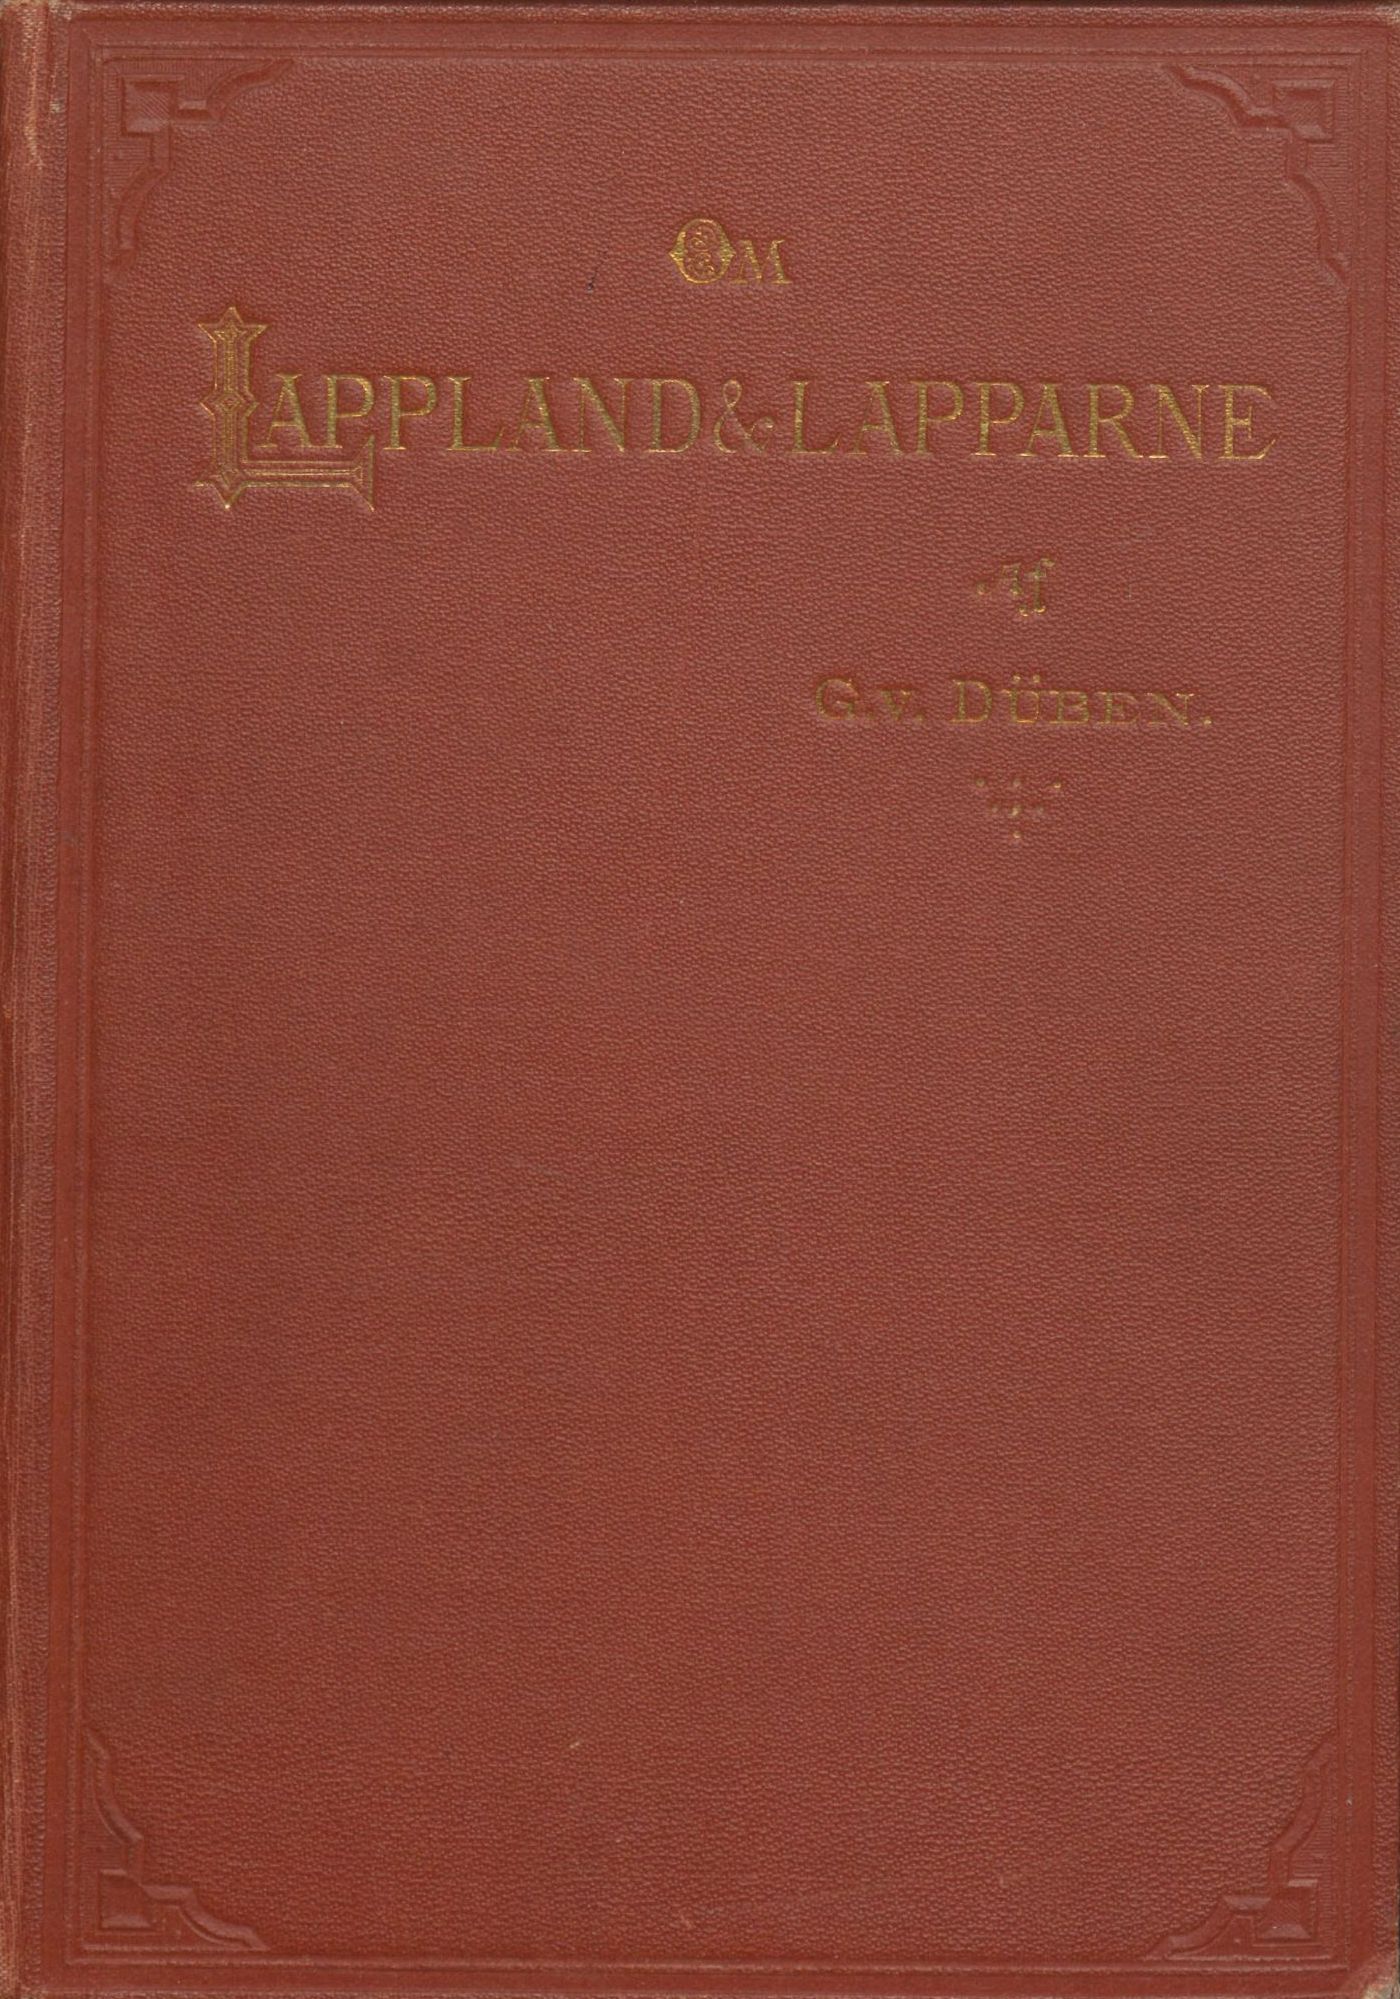 OM
LAPPLAND & LAPPARNE
Af
G. v. DÜBEN.